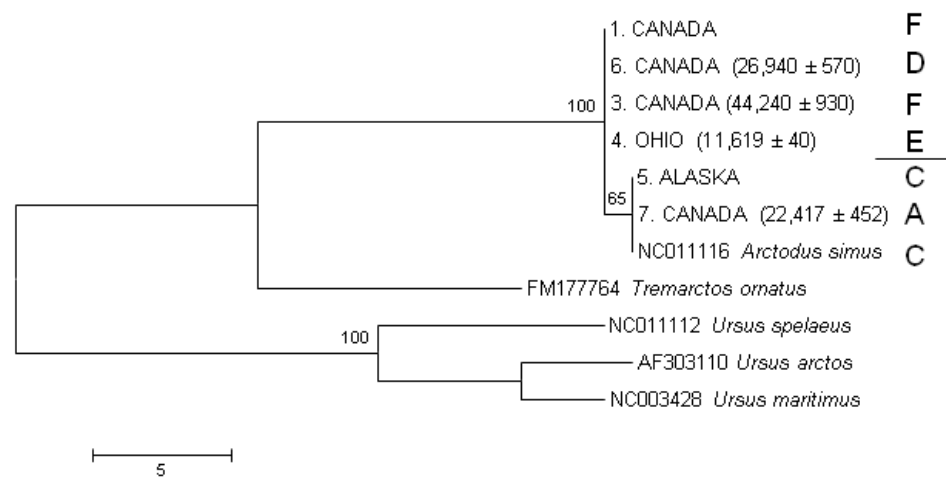 1. CANADA F
6. CANADA (26,940 ± 570) D
100 3. CANADA (44,240 ± 930) F
4. OHIO (11,619 ± 40) E
5. ALASKA C
65 7. CANADA (22,417 ± 452) A
NC011116 Arctodus simus C
FM177764 Tremarctos ornatus
100 NC011112 Ursus spelaeus
AF303110 Ursus arctos
NC003428 Ursus maritimus
5